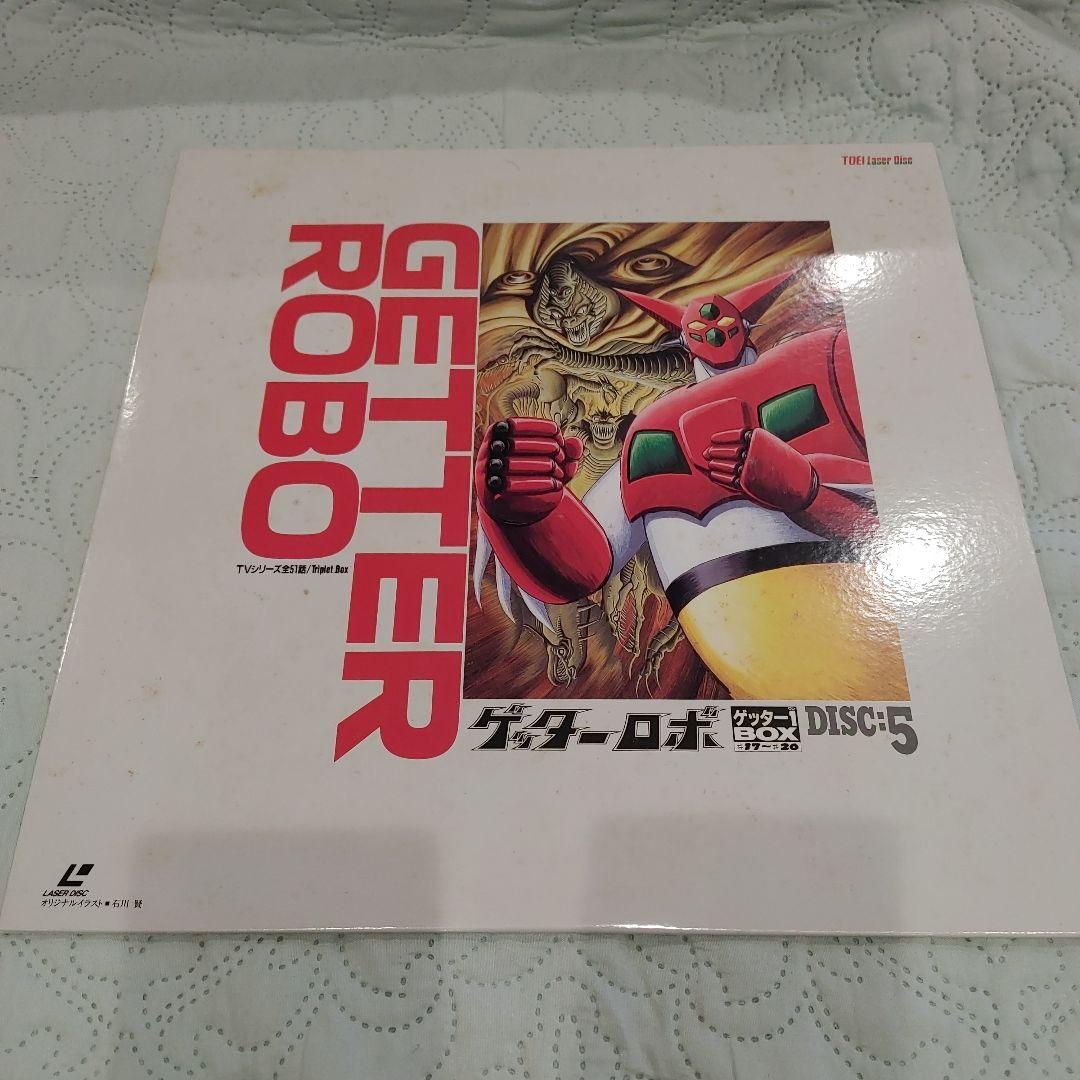 TOEI Laser Disc
GETTER
ROBO
TVシリーズ全51話/Triplet Box
ゲッターロボ
ゲッター1
BOX
#17~#20
DISC:5
LASER DISC
オリジナルイラスト■石川 賢